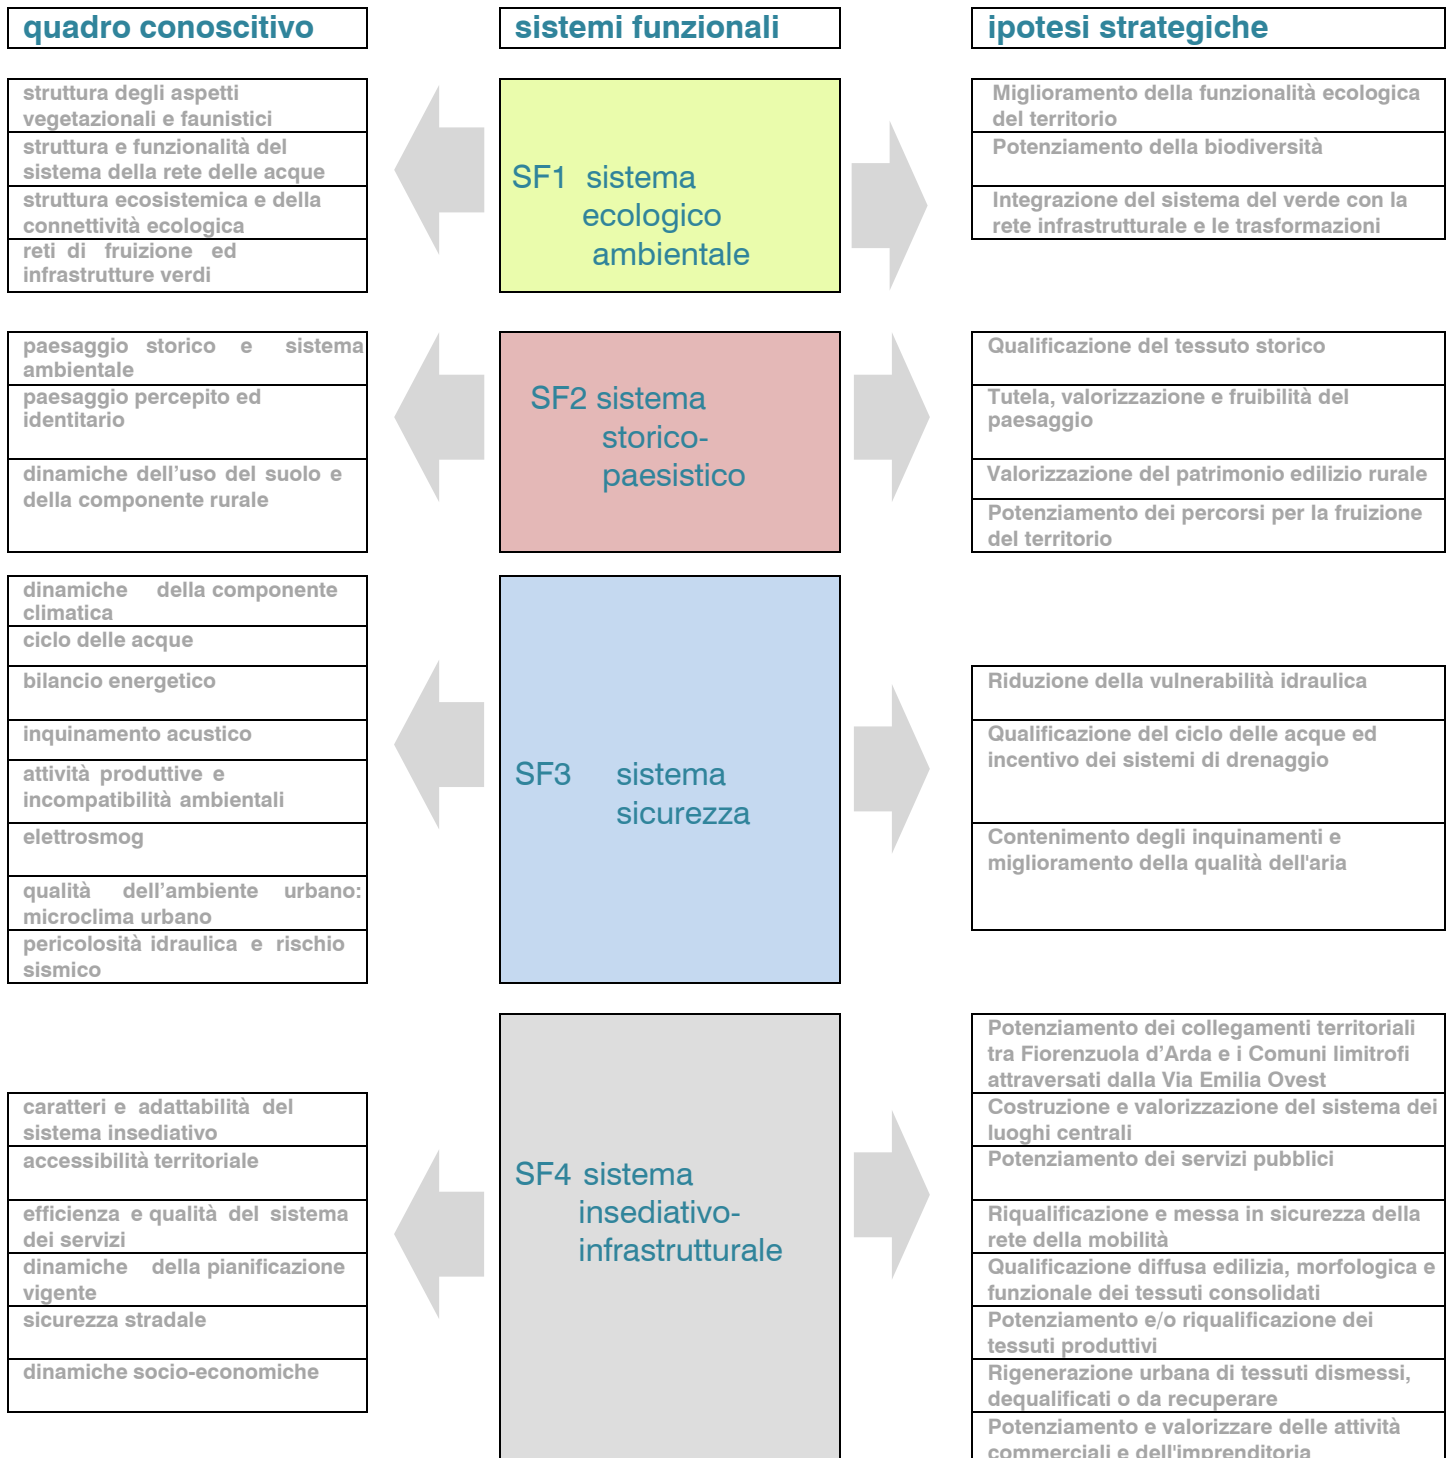 quadro conoscitivo
sistemi funzionali
ipotesi strategiche
struttura degli aspetti
vegetazionali e faunistici
struttura e funzionalità del
sistema della rete delle acque
struttura ecosistemica e della
connettività ecologica
reti di fruizione ed
infrastrutture verdi
SF1 sistema
ecologico
ambientale
Miglioramento della funzionalità ecologica
del territorio
Potenziamento della biodiversità
Integrazione del sistema del verde con la
rete infrastrutturale e le trasformazioni
paesaggio storico e sistema
ambientale
paesaggio percepito ed
identitario
dinamiche dell’uso del suolo e
della componente rurale
SF2 sistema
storico-
paesistico
Qualificazione del tessuto storico
Tutela, valorizzazione e fruibilità del
paesaggio
Valorizzazione del patrimonio edilizio rurale
Potenziamento dei percorsi per la fruizione
del territorio
dinamiche della componente
climatica
ciclo delle acque
bilancio energetico
inquinamento acustico
attività produttive e
incompatibilità ambientali
elettrosmog
qualità dell’ambiente urbano:
microclima urbano
pericolosità idraulica e rischio
sismico
SF3 sistema
sicurezza
Riduzione della vulnerabilità idraulica
Qualificazione del ciclo delle acque ed
incentivo dei sistemi di drenaggio
Contenimento degli inquinamenti e
miglioramento della qualità dell'aria
caratteri e adattabilità del
sistema insediativo
accessibilità territoriale
efficienza e qualità del sistema
dei servizi
dinamiche della pianificazione
vigente
sicurezza stradale
dinamiche socio-economiche
SF4 sistema
insediativo-
infrastrutturale
Potenziamento dei collegamenti territoriali
tra Fiorenzuola d’Arda e i Comuni limitrofi
attraversati dalla Via Emilia Ovest
Costruzione e valorizzazione del sistema dei
luoghi centrali
Potenziamento dei servizi pubblici
Riqualificazione e messa in sicurezza della
rete della mobilità
Qualificazione diffusa edilizia, morfologica e
funzionale dei tessuti consolidati
Potenziamento e/o riqualificazione dei
tessuti produttivi
Rigenerazione urbana di tessuti dismessi,
dequalificati o da recuperare
Potenziamento e valorizzare delle attività
commerciali e dell'imprenditoria